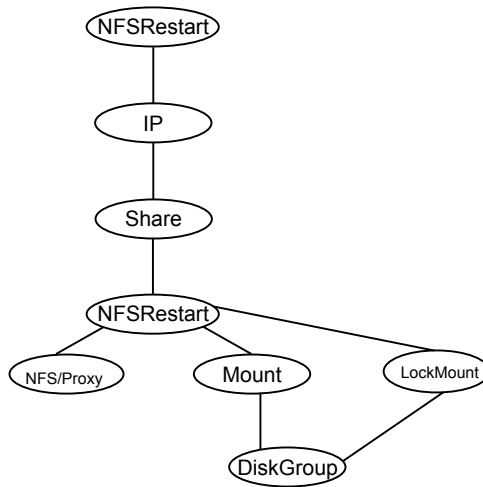 NFSRestart
IP
Share
NFSRestart
NFS/Proxy
Mount
LockMount
DiskGroup